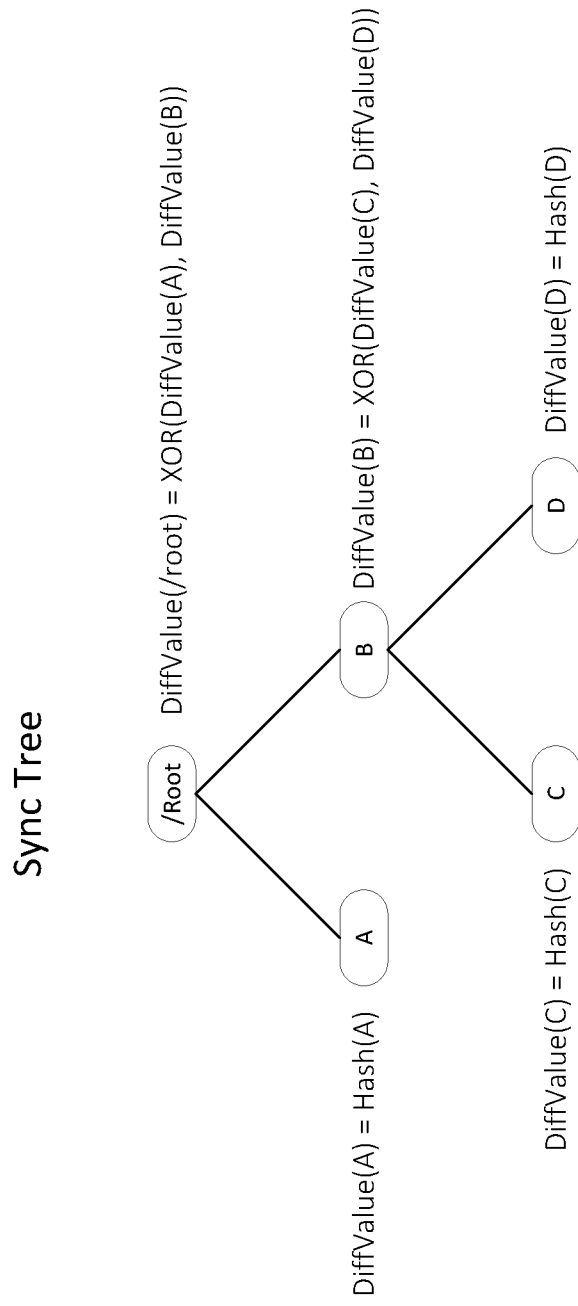 Sync Tree
/Root
DiffValue(/root) = XOR(DiffValue(A), DiffValue(B))
DiffValue(A) = Hash(A)
A
B
DiffValue(B) = XOR(DiffValue(C), DiffValue(D))
DiffValue(C) = Hash(C)
C
D
DiffValue(D) = Hash(D)